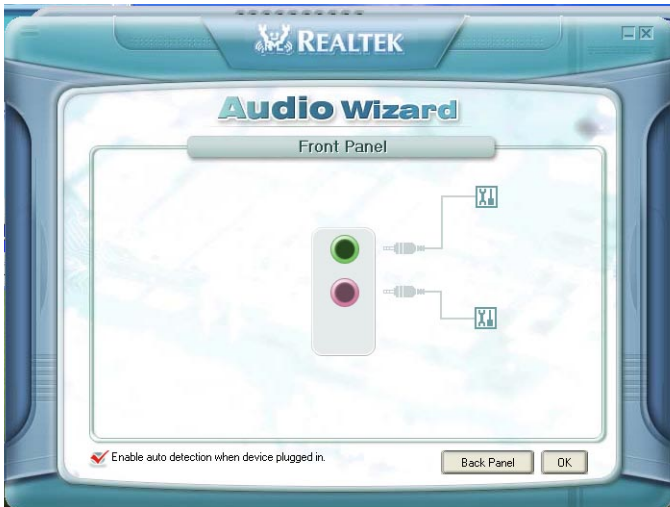 REALTEK
Audio Wizard
Front Panel
Enable auto detection when device plugged in.
Back Panel
OK